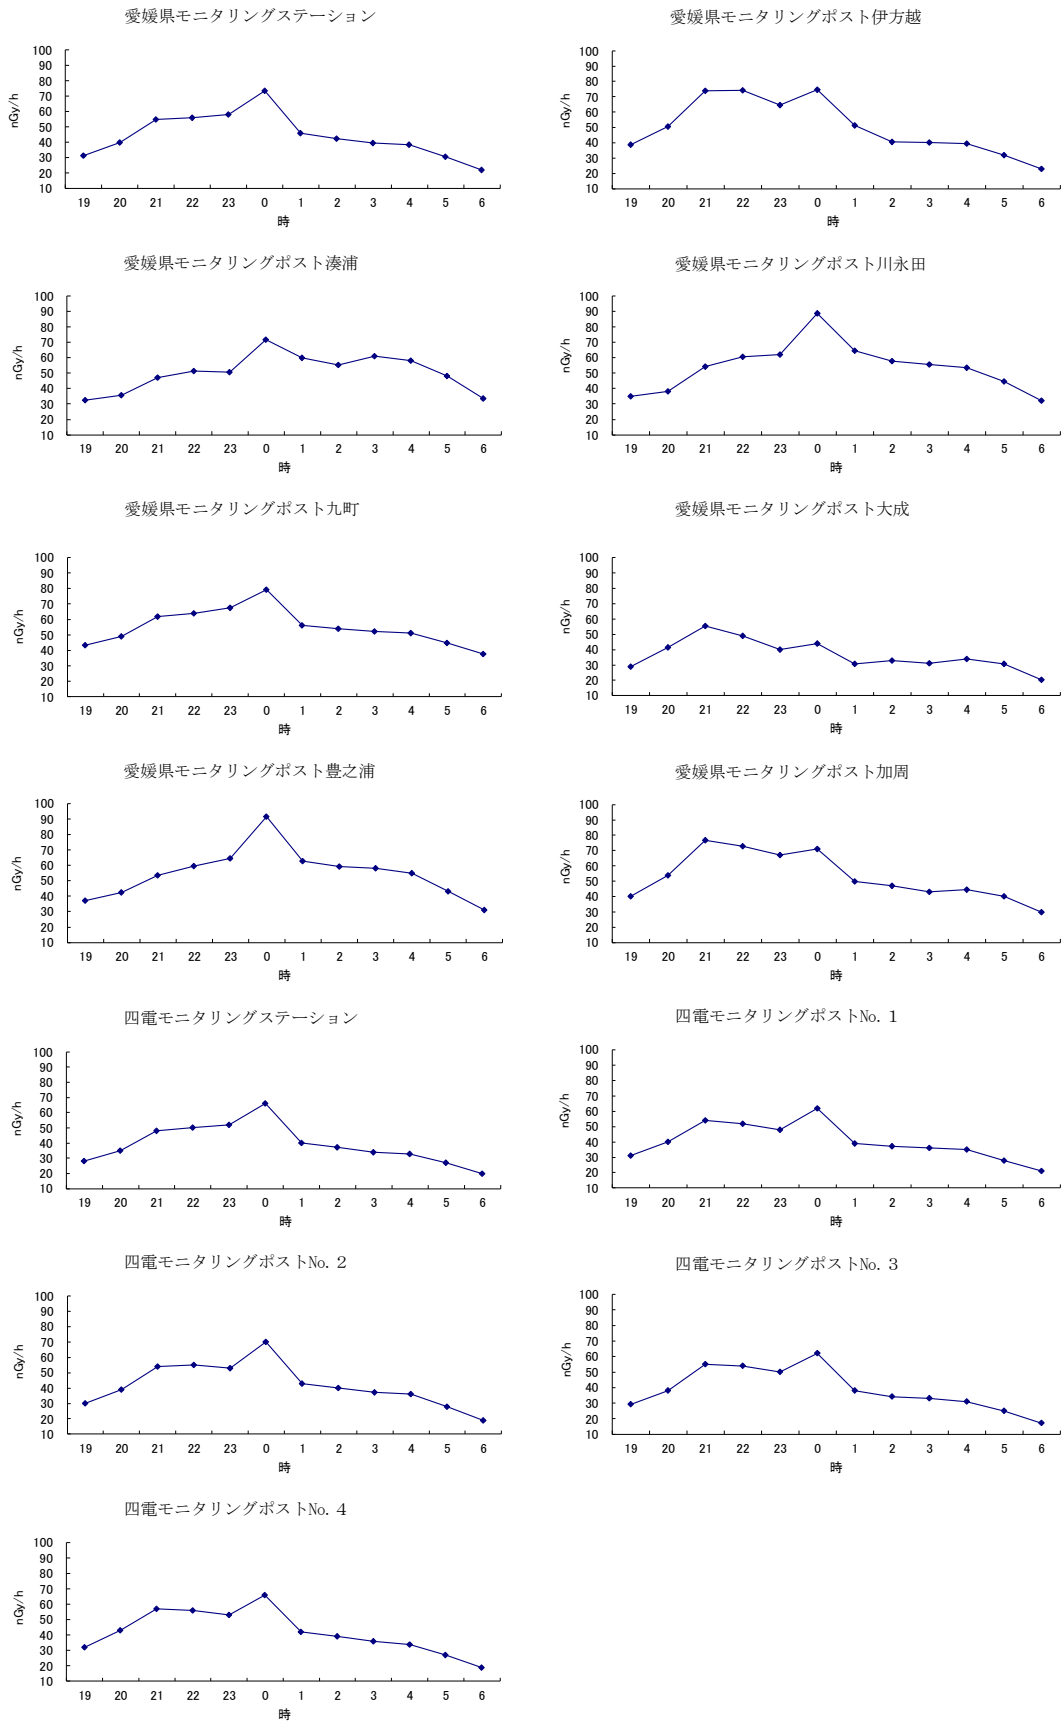 愛媛県モニタリングステーション
nGy/h
100
90
80
70
60
50
40
30
20
10
19 20 21 22 23 0 1 2 3 4 5 6
時
愛媛県モニタリングポスト伊方越
nGy/h
100
90
80
70
60
50
40
30
20
10
19 20 21 22 23 0 1 2 3 4 5 6
時
愛媛県モニタリングポスト湊浦
nGy/h
100
90
80
70
60
50
40
30
20
10
19 20 21 22 23 0 1 2 3 4 5 6
時
愛媛県モニタリングポスト川永田
nGy/h
100
90
80
70
60
50
40
30
20
10
19 20 21 22 23 0 1 2 3 4 5 6
時
愛媛県モニタリングポスト九町
nGy/h
100
90
80
70
60
50
40
30
20
10
19 20 21 22 23 0 1 2 3 4 5 6
時
愛媛県モニタリングポスト大成
nGy/h
100
90
80
70
60
50
40
30
20
10
19 20 21 22 23 0 1 2 3 4 5 6
時
愛媛県モニタリングポスト豊之浦
nGy/h
100
90
80
70
60
50
40
30
20
10
19 20 21 22 23 0 1 2 3 4 5 6
時
愛媛県モニタリングポスト加周
nGy/h
100
90
80
70
60
50
40
30
20
10
19 20 21 22 23 0 1 2 3 4 5 6
時
四電モニタリングステーション
nGy/h
100
90
80
70
60
50
40
30
20
10
19 20 21 22 23 0 1 2 3 4 5 6
時
四電モニタリングポストNo.１
nGy/h
100
90
80
70
60
50
40
30
20
10
19 20 21 22 23 0 1 2 3 4 5 6
時
四電モニタリングポストNo.２
nGy/h
100
90
80
70
60
50
40
30
20
10
19 20 21 22 23 0 1 2 3 4 5 6
時
四電モニタリングポストNo.３
nGy/h
100
90
80
70
60
50
40
30
20
10
19 20 21 22 23 0 1 2 3 4 5 6
時
四電モニタリングポストNo.４
nGy/h
100
90
80
70
60
50
40
30
20
10
19 20 21 22 23 0 1 2 3 4 5 6
時